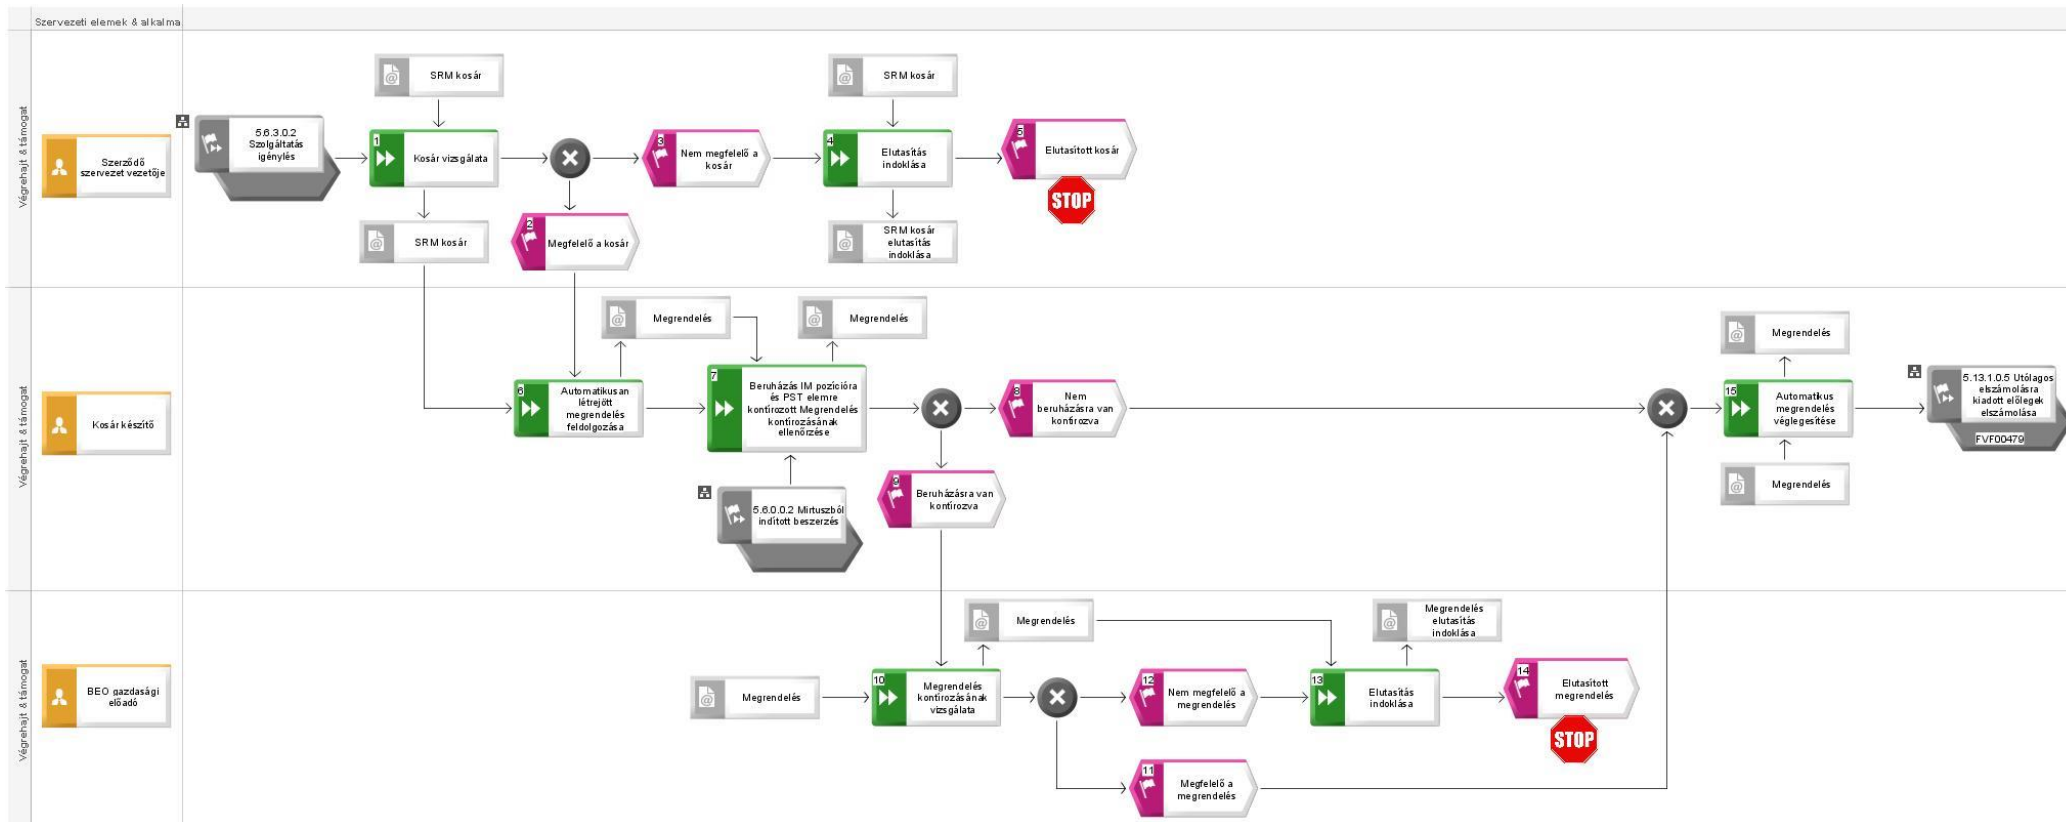 Szervezeti elemek & alkalma
Végrehajt & támogat
Szerződő
szervezet vezetője
5.6.3.0.2
Szolgáltatás
igénylés
SRM kosár
1
Kosár vizsgálata
SRM kosár
2
Megfelelő a kosár
3
Nem megfelelő a
kosár
SRM kosár
4
Elutasítás
indoklása
SRM kosár
elutasítás
indoklása
5
Elutasított kosár
STOP
Végrehajt & támogat
Kosár készítő
6
Automatikusan
létrejött
megrendelés
feldolgozása
Megrendelés
7
Beruházás IM pozícióra
és PST elemre
kontírozott Megrendelés
kontírozásának
ellenőrzése
Megrendelés
5.6.0.0.2 Mirtuszból
indított beszerzés
8
Nem
beruházásra van
kontírozva
9
Beruházásra van
kontírozva
Megrendelés
15
Automatikus
megrendelés
véglegesítése
Megrendelés
5.13.1.0.5 Utólagos
elszámolásra
kiadott előlegek
elszámolása
FVF00479
Végrehajt & támogat
BEO gazdasági
előadó
Megrendelés
10
Megrendelés
kontírozásának
vizsgálata
Megrendelés
12
Nem megfelelő a
megrendelés
11
Megfelelő a
megrendelés
13
Elutasítás
indoklása
Megrendelés
elutasítás
indoklása
14
Elutasított
megrendelés
STOP